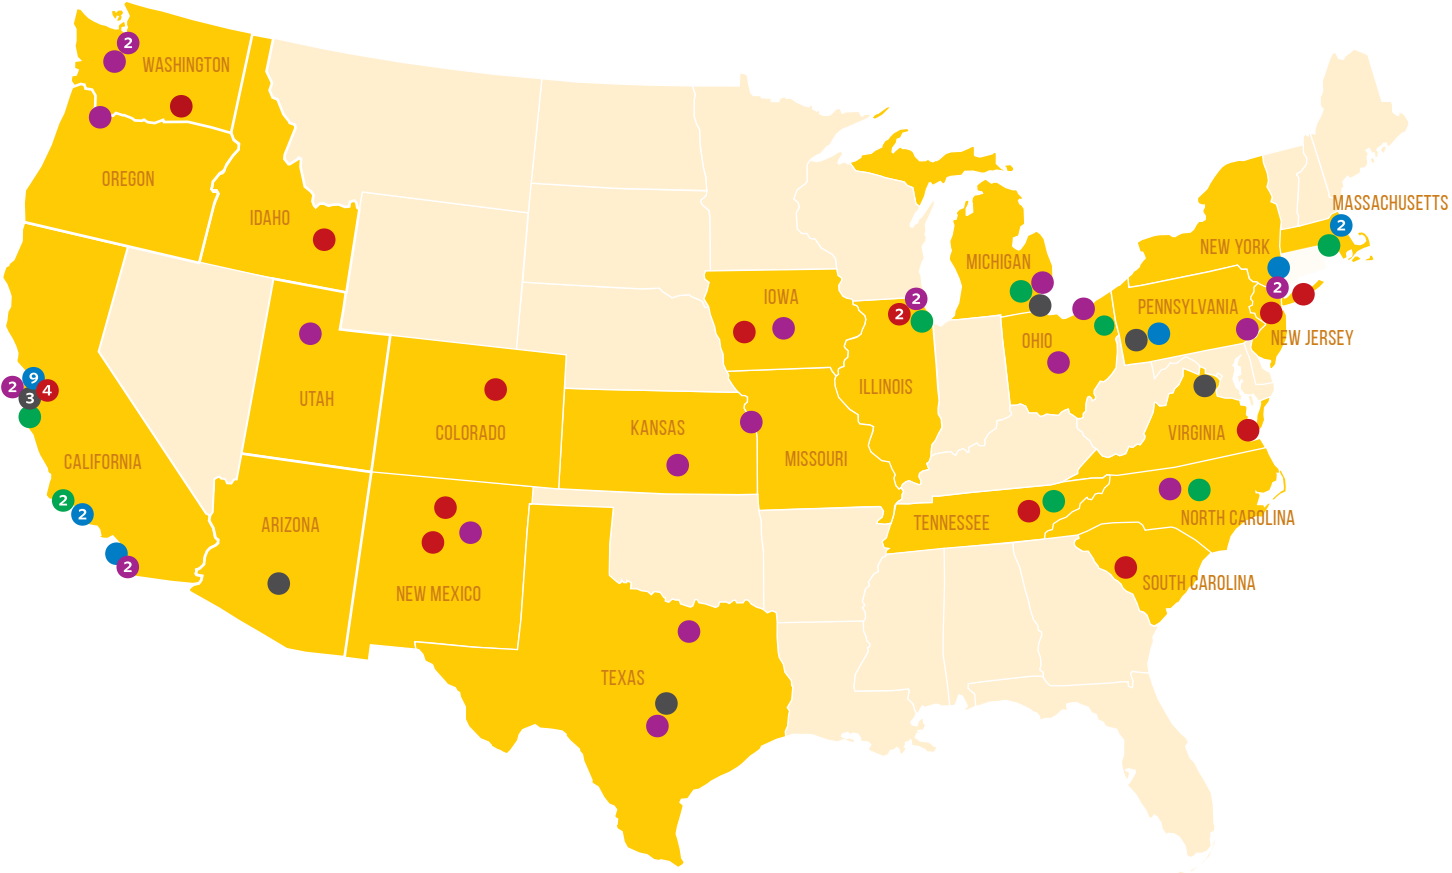 2
WASHINGTON
OREGON
IDAHO
MASSACHUSETTS
2
NEW YORK
MICHIGAN
2
IOWA
2
2
PENNSYLVANIA
OHIO
NEW JERSEY
9
2
4
3
UTAH
ILLINOIS
COLORADO
KANSAS
VIRGINIA
CALIFORNIA
MISSOURI
2
2
ARIZONA
TENNESSEE
NORTH CAROLINA
2
SOUTH CAROLINA
NEW MEXICO
TEXAS